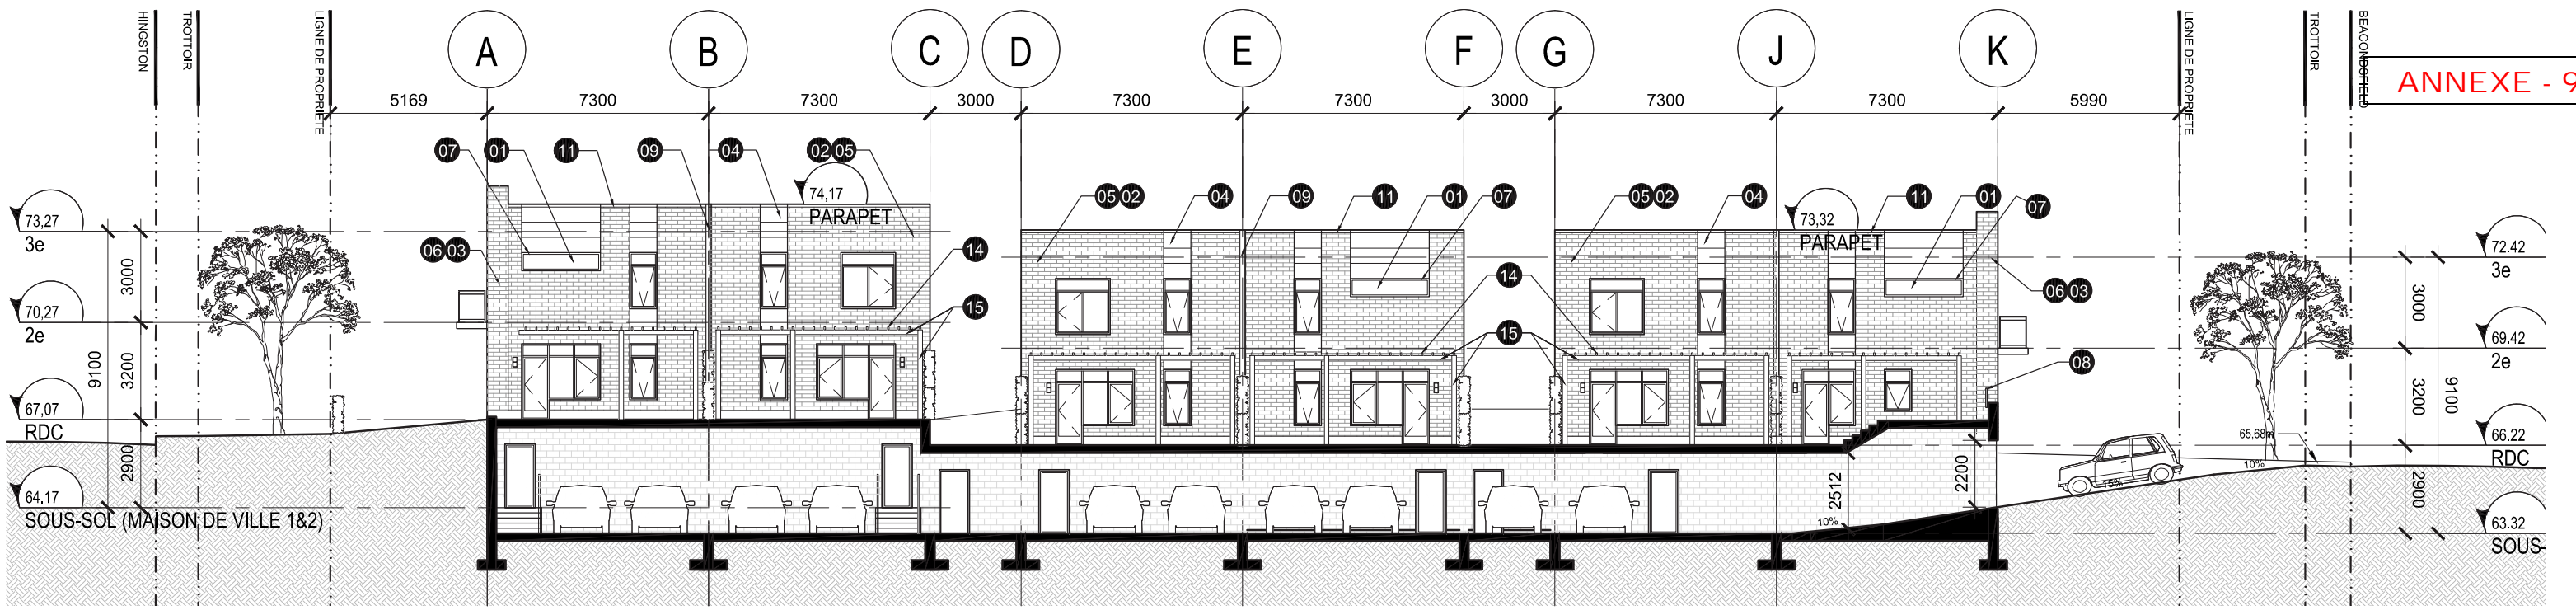 HINGSTON
TROTTOIR
LIGNE DE PROPRIETE
A
B
C
D
E
F
G
J
K
LIGNE DE PROPRIETE
TROTTOIR
BEACONDSFIELD
ANNEXE - 9
5169
7300
7300
3000
7300
7300
3000
7300
7300
5990
07
01
11
09
04
02 05
74,17
PARAPET
05 02
04
09
11
01
07
05 02
04
73,32
PARAPET
11
01
07
73,27
3e
06 03
14
14
06 03
72.42
3e
3000
3000
70,27
2e
15
15
69.42
2e
08
9100
3200
3200
9100
67,07
RDC
65,68m
66.22
RDC
10%
2900
2512
2200
15%
2900
64,17
SOUS-SOL (MAISON DE VILLE 1&2)
10%
63.32
SOUS-